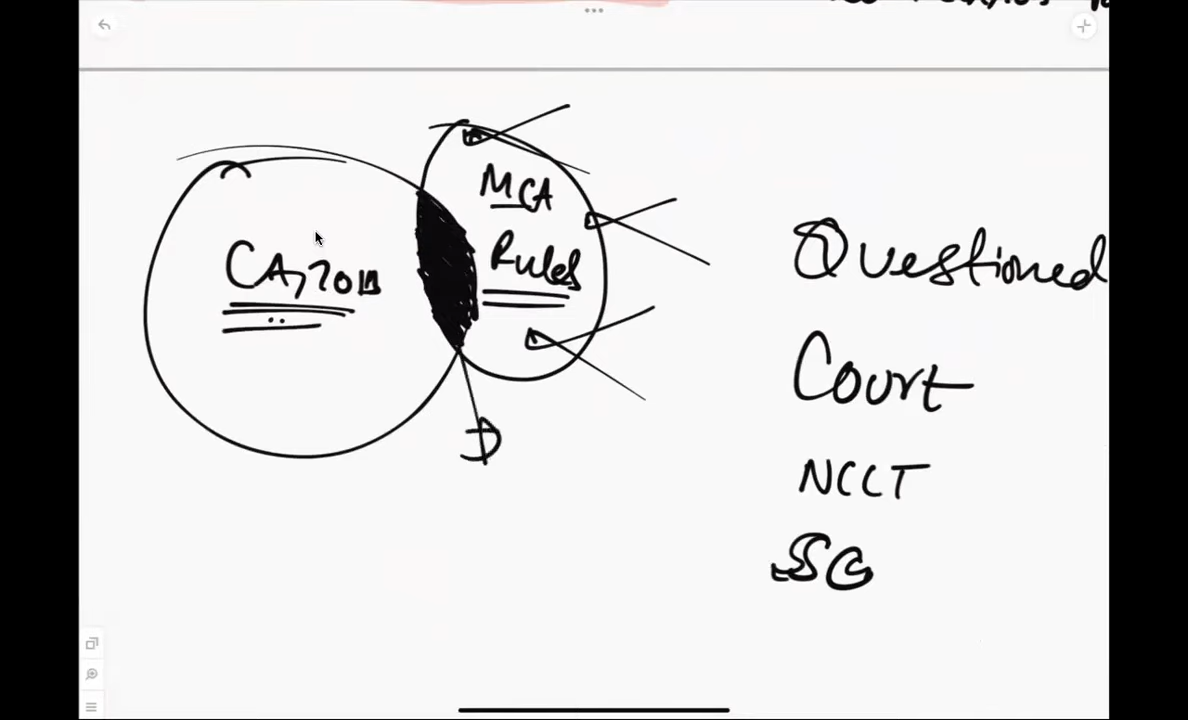 CA, 2013
MCA
Rules
D
Questioned
Court
NCLT
SC